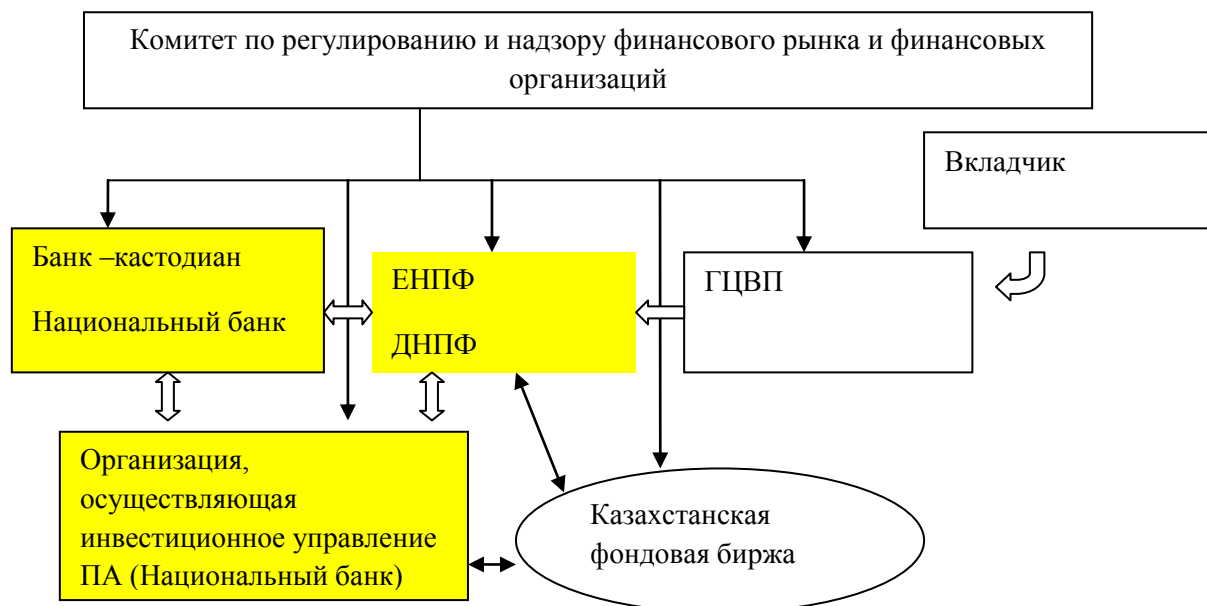 Комитет по регулированию и надзору финансового рынка и финансовых
организаций
Вкладчик
Банк –кастодиан
Национальный банк
ЕНПФ
ДНПФ
ГЦВП
Организация,
осуществляющая
инвестиционное управление
ПА (Национальный банк)
Казахстанская
фондовая биржа